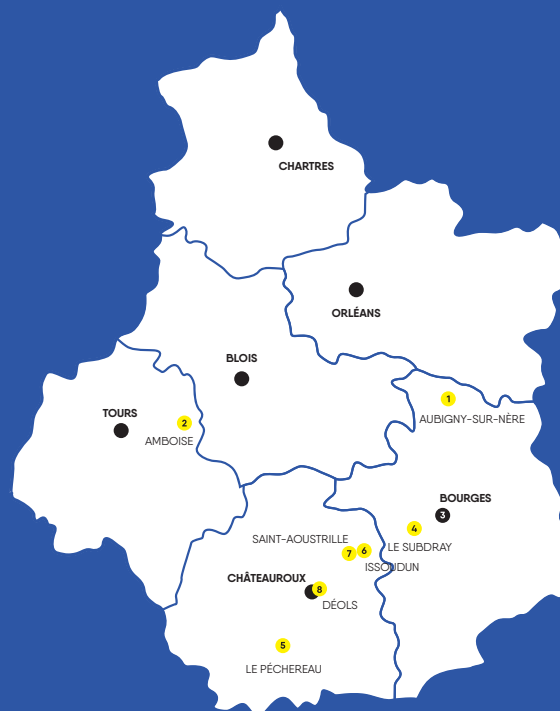 CHARTRES
ORLÉANS
BLOIS
1
AUBIGNY-SUR-NÈRE
TOURS
2
AMBOISE
BOURGES
3
4
LE SUBDRAY
SAINT-AOUSTRILLE
7 6
ISSOUDUN
CHÂTEAUROUX
8
DÉOLS
5
LE PÉCHEREAU